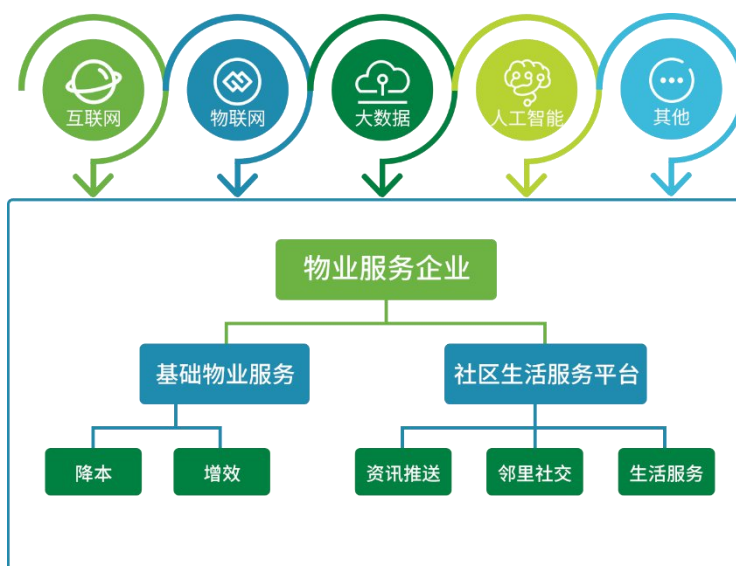 互联网
物联网
大数据
人工智能
其他
物业服务企业
基础物业服务
社区生活服务平台
降本
增效
资讯推送
邻里社交
生活服务